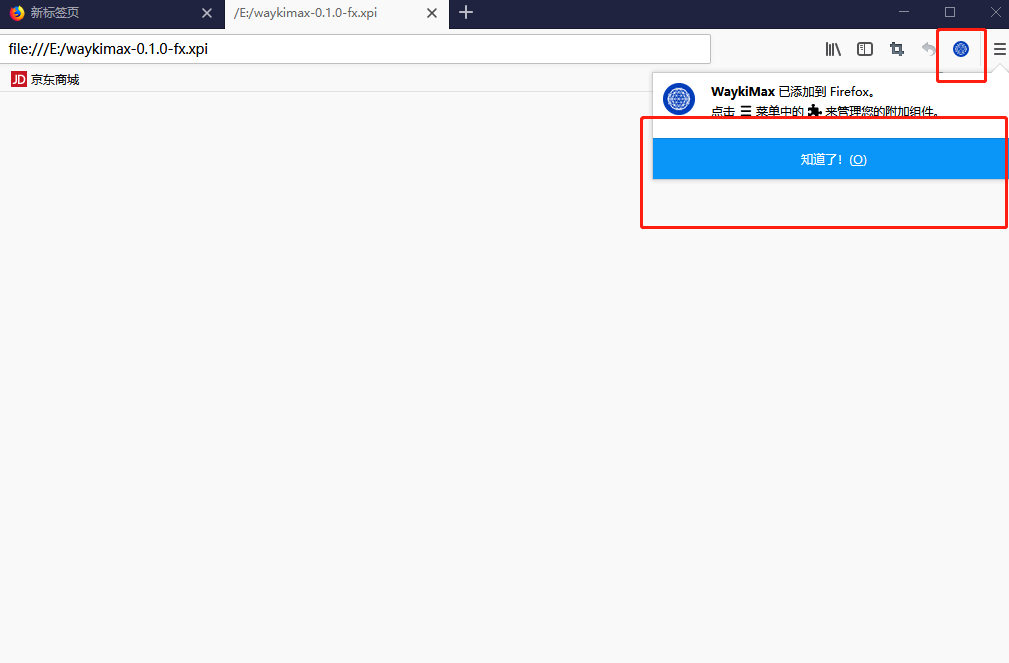 新标签页
/E:/waykimax-0.1.0-fx.xpi
file:///E:/waykimax-0.1.0-fx.xpi
JD 京东商城
WaykiMax 已添加到 Firefox。
点击 菜单中的 来管理您的附加组件。
知道了! (O)